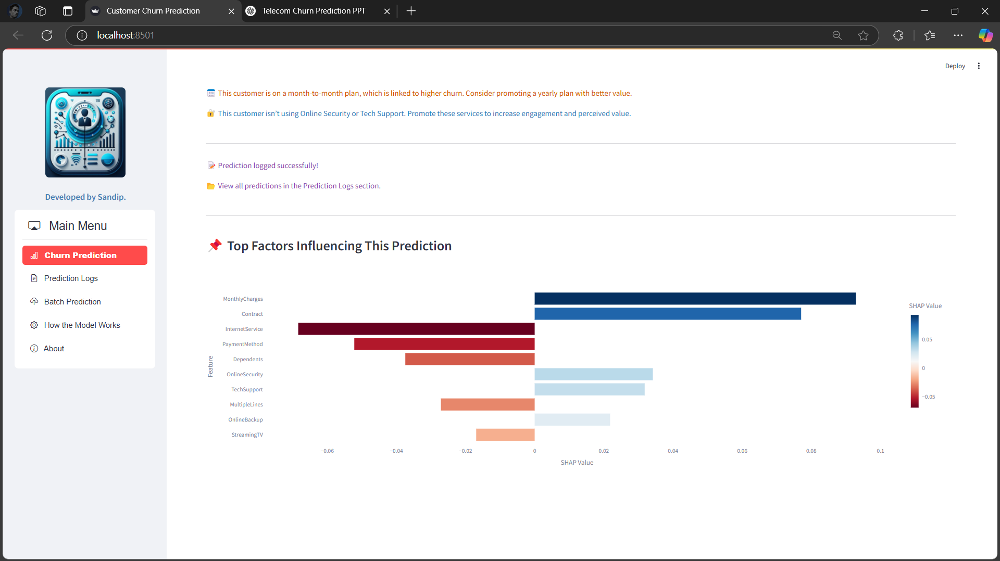 Customer Churn Prediction
Telecom Churn Prediction PPT
localhost:8501
Deploy
Developed by Sandip.
Main Menu
Churn Prediction
Prediction Logs
Batch Prediction
How the Model Works
About
This customer is on a month-to-month plan, which is linked to higher churn. Consider promoting a yearly plan with better value.
This customer isn't using Online Security or Tech Support. Promote these services to increase engagement and perceived value.
Prediction logged successfully!
View all predictions in the Prediction Logs section.
Top Factors Influencing This Prediction
Feature
MonthlyCharges
Contract
InternetService
PaymentMethod
Dependents
OnlineSecurity
TechSupport
MultipleLines
OnlineBackup
StreamingTV
−0.06 −0.04 −0.02 0 0.02 0.04 0.06 0.08 0.1
SHAP Value
SHAP Value
0.05
0
−0.05